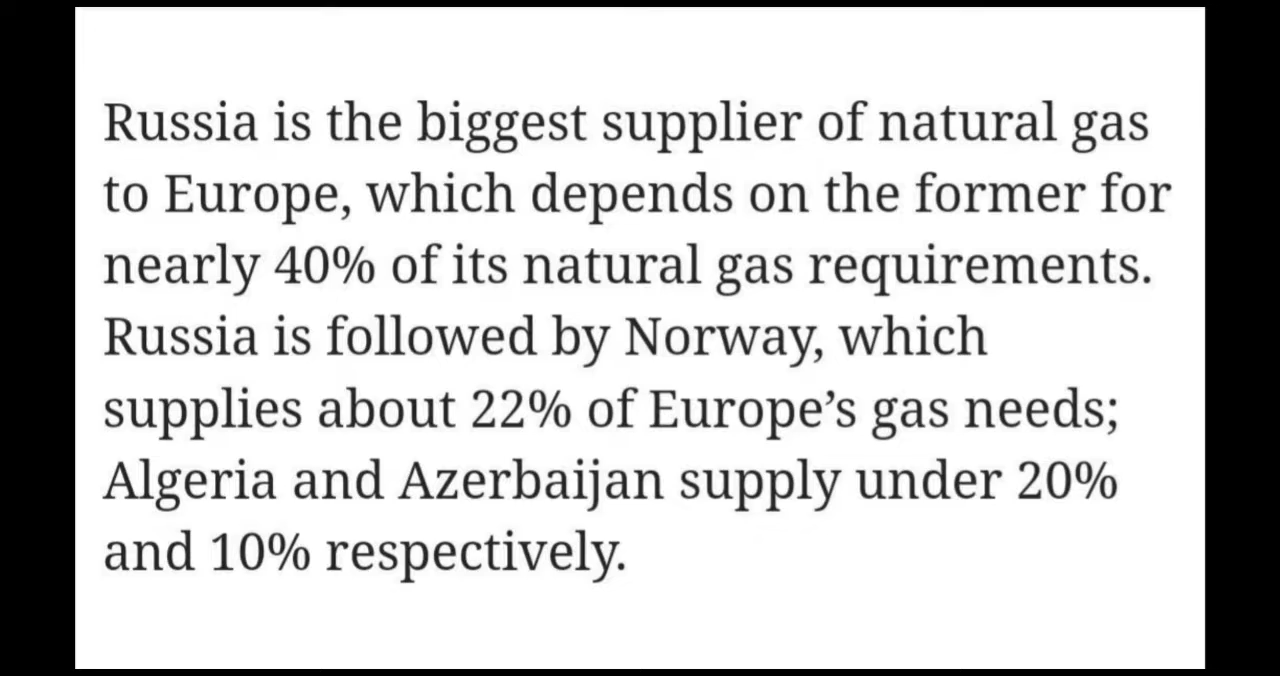 Russia is the biggest supplier of natural gas
to Europe, which depends on the former for
nearly 40% of its natural gas requirements.
Russia is followed by Norway, which
supplies about 22% of Europe’s gas needs;
Algeria and Azerbaijan supply under 20%
and 10% respectively.